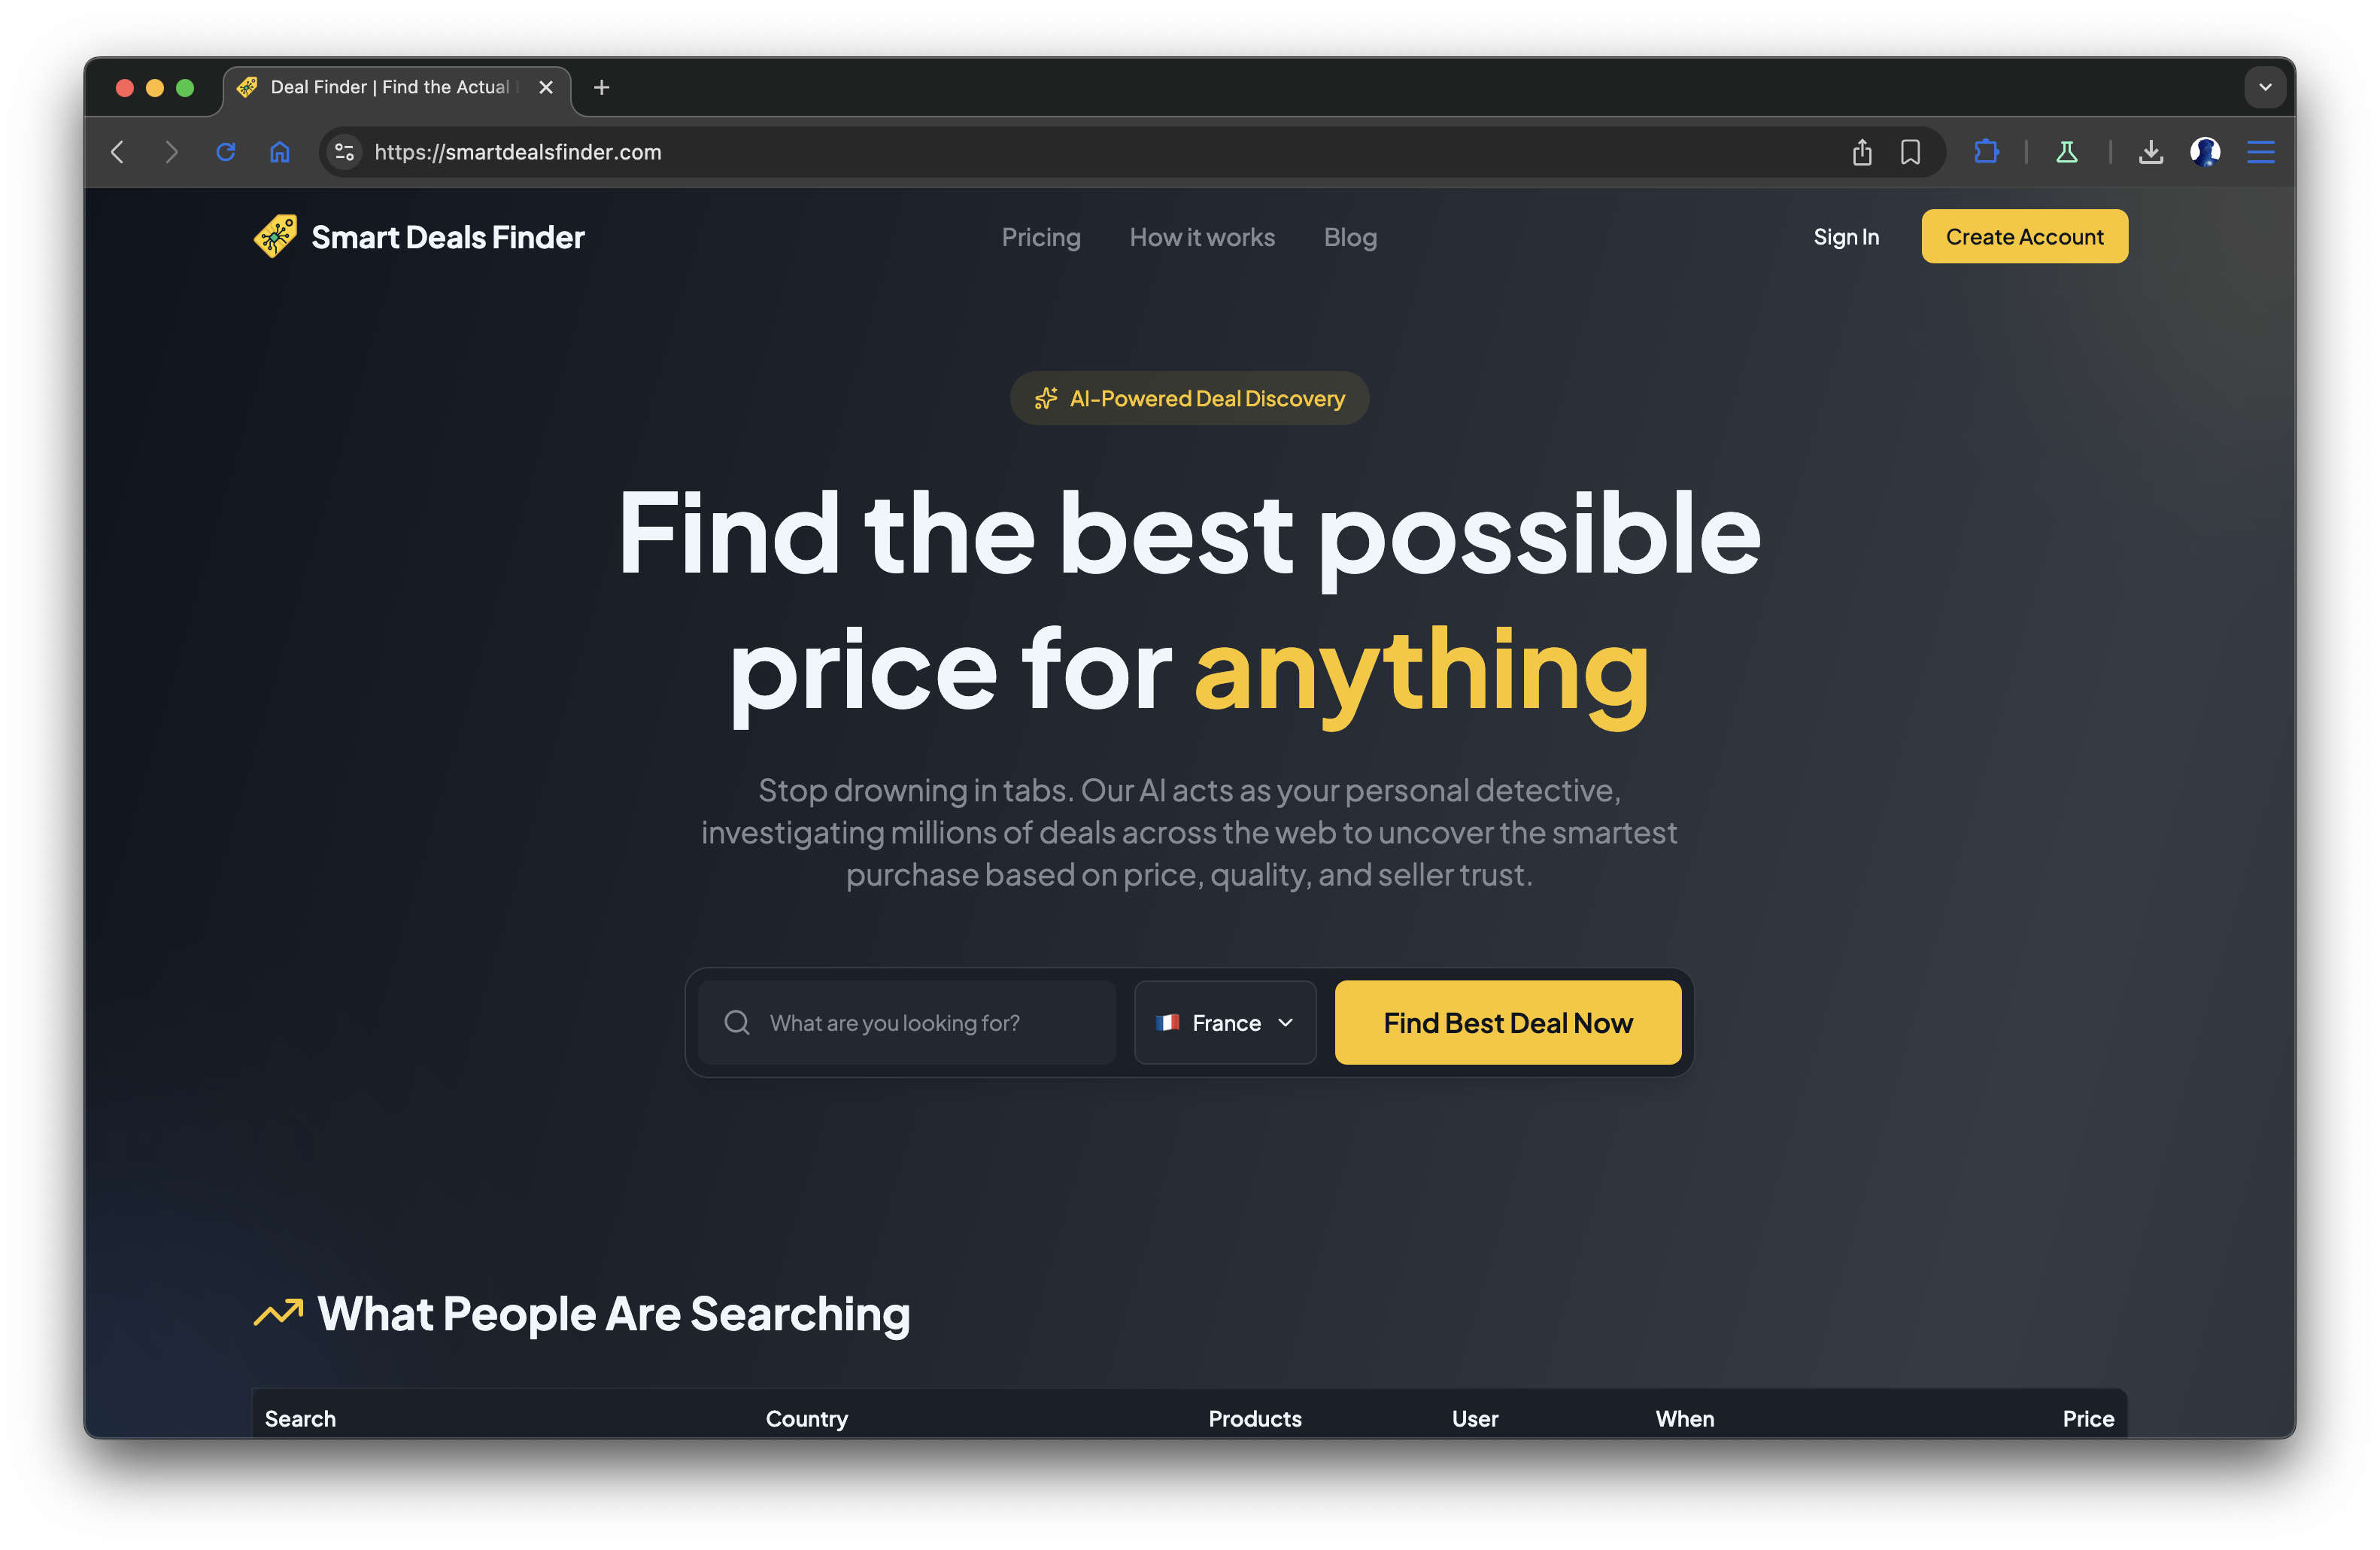 Deal Finder | Find the Actual
https://smartdealsfinder.com
Smart Deals Finder
Pricing
How it works
Blog
Sign In
Create Account
AI-Powered Deal Discovery
Find the best possible
price for anything
Stop drowning in tabs. Our AI acts as your personal detective,
investigating millions of deals across the web to uncover the smartest
purchase based on price, quality, and seller trust.
What are you looking for?
France
Find Best Deal Now
What People Are Searching
Search
Country
Products
User
When
Price